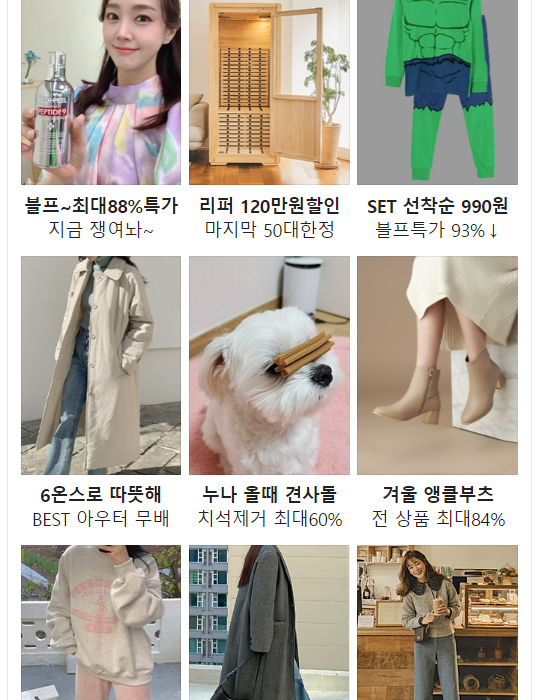 PEPTIDE 9
블프~최대88%특가
지금 쟁여놔~
리퍼 120만원할인
마지막 50대한정
SET 선착순 990원
블프특가 93%↓
6온스로 따뜻해
BEST 아우터 무배
누나 올때 견사돌
치석제거 최대60%
겨울 앵클부츠
전 상품 최대84%